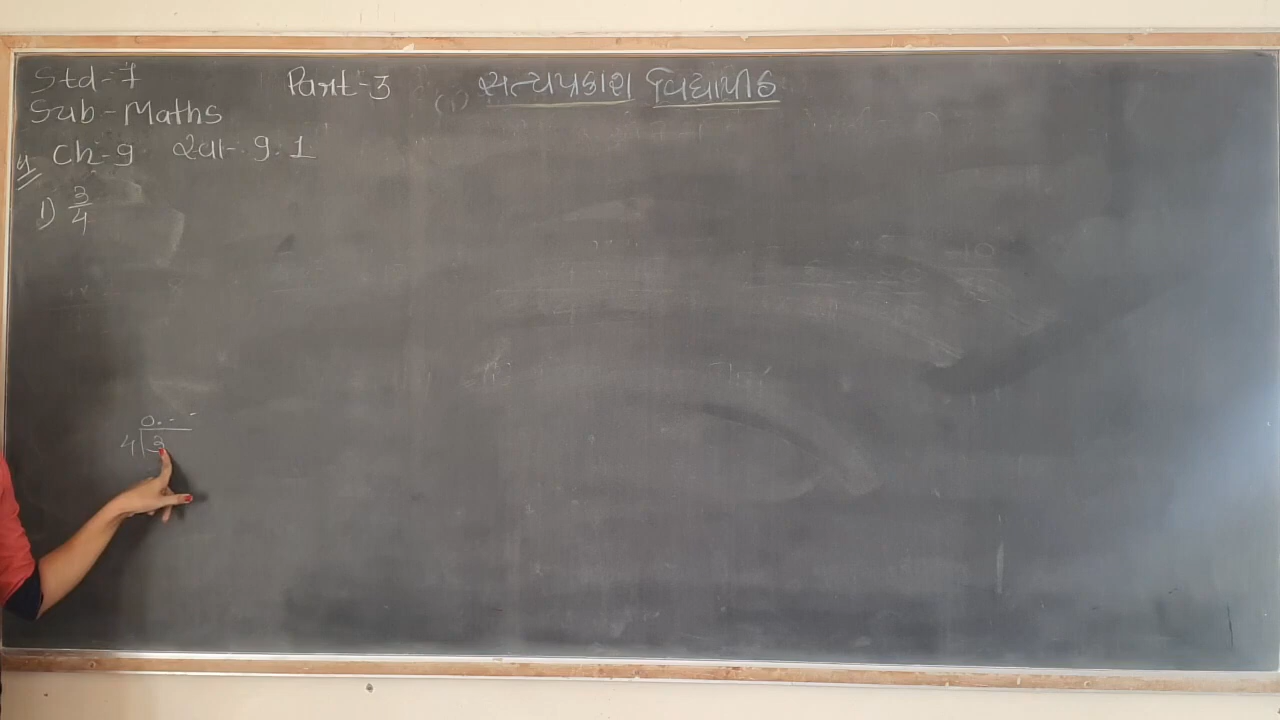 Std-7
Part-3
સત્યપ્રકાશ વિદ્યાપીઠ
Sub-Maths
Ch-9 સ્વા- 9.1
4
1) 3/4
0.--
4 3